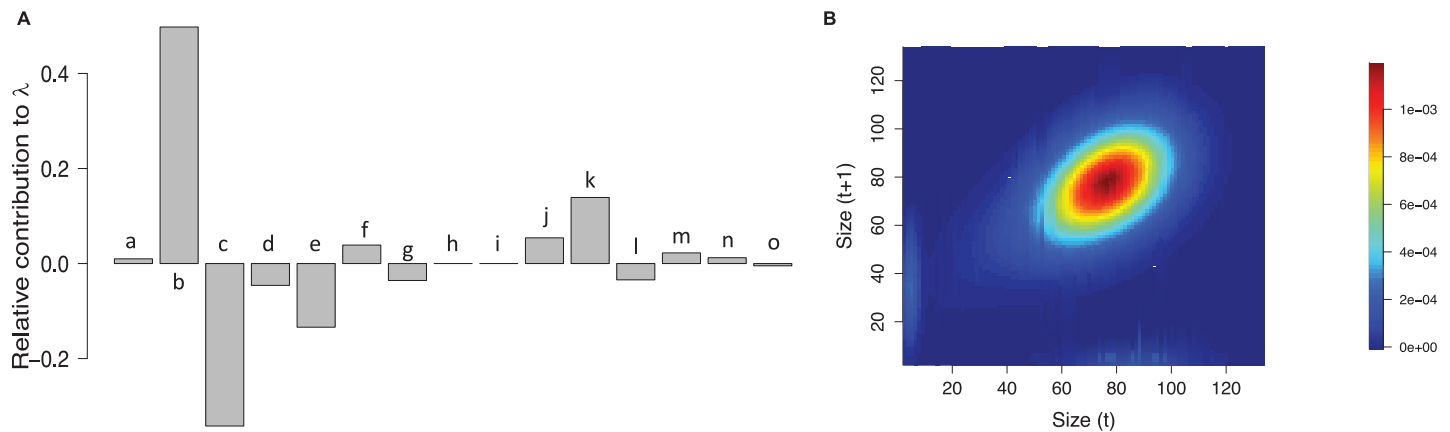 A
Relative contribution to λ
0.4
0.2
0.0
−0.2
a
b
c
d
e
f
g
h
i
j
k
l
m
n
o
B
Size (t+1)
120
100
80
60
40
20
20
40
60
80
100
120
Size (t)
1e−03
8e−04
6e−04
4e−04
2e−04
0e+00